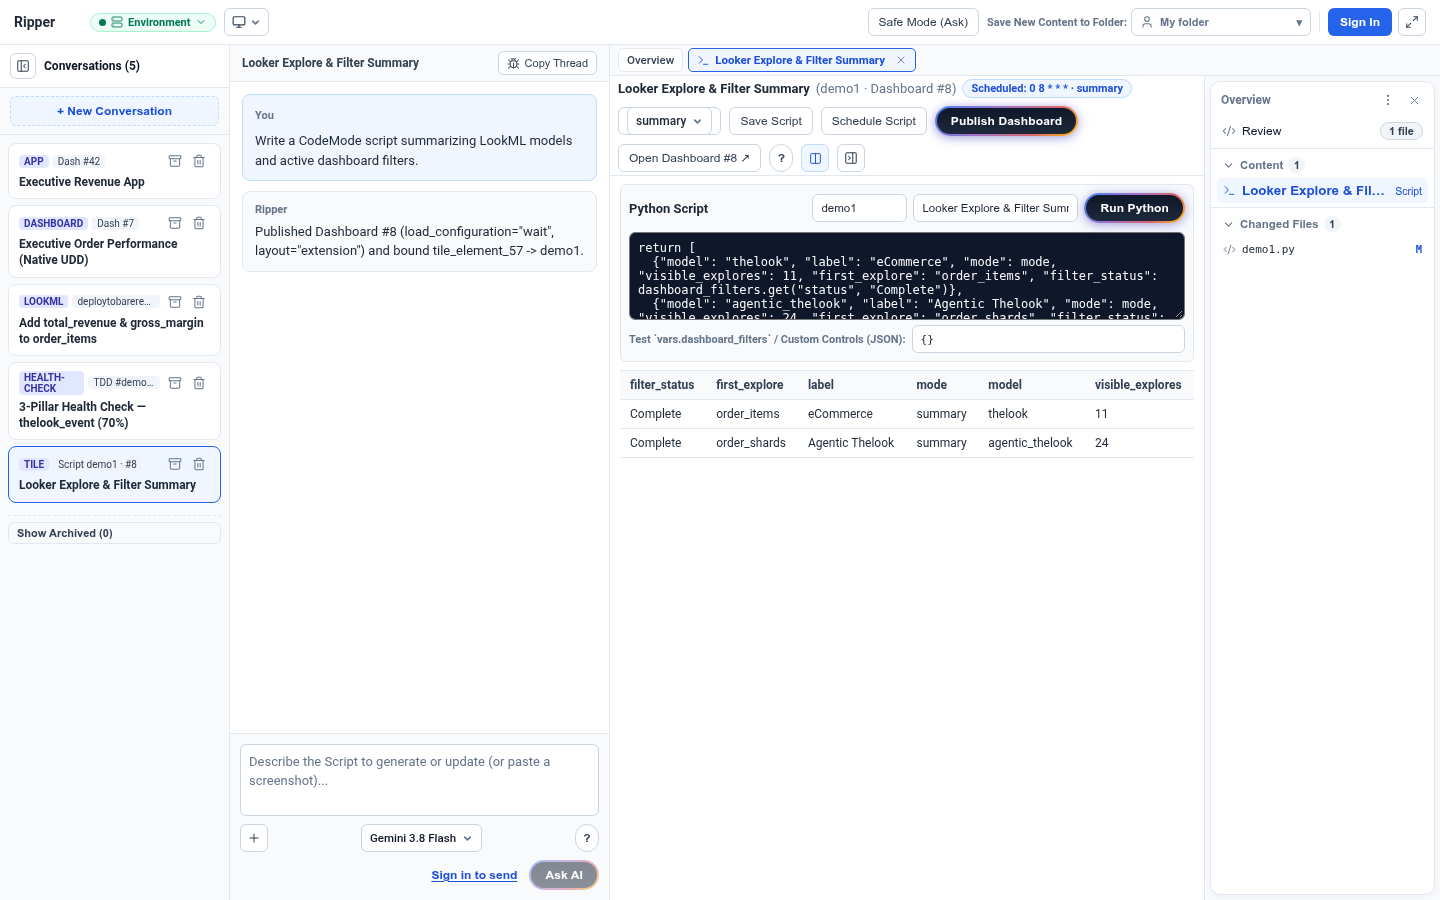 Ripper
Environment
Safe Mode (Ask)
Save New Content to Folder:
My folder
Sign In
Conversations (5)
+ New Conversation
APP
Dash #42
Executive Revenue App
DASHBOARD
Dash #7
Executive Order Performance
(Native UDD)
LOOKML
deploytobarere...
Add total_revenue & gross_margin
to order_items
HEALTH-
CHECK
TDD #demo...
3-Pillar Health Check —
thelook_event (70%)
TILE
Script demo1 · #8
Looker Explore & Filter Summary
Show Archived (0)
Looker Explore & Filter Summary
Copy Thread
You
Write a CodeMode script summarizing LookML models
and active dashboard filters.
Ripper
Published Dashboard #8 (load_configuration="wait",
layout="extension") and bound tile_element_57 -> demo1.
Describe the Script to generate or update (or paste a
screenshot)...
Gemini 3.8 Flash
?
Sign in to send
Ask AI
Overview
Looker Explore & Filter Summary
Looker Explore & Filter Summary (demo1 · Dashboard #8)
Scheduled: 0 8 * * * · summary
summary
Save Script
Schedule Script
Publish Dashboard
Open Dashboard #8 ↗
?
Python Script
demo1
Looker Explore & Filter Summ
Run Python
return [
{"model": "thelook", "label": "eCommerce", "mode": mode,
"visible_explores": 11, "first_explore": "order_items", "filter_status":
dashboard_filters.get("status", "Complete")},
{"model": "agentic_thelook", "label": "Agentic Thelook", "mode": mode,
"visible_explores": 24, "first_explore": "order_shards", "filter_status":
Test `vars.dashboard_filters` / Custom Controls (JSON):
{}
filter_status first_explore label mode model visible_explores
Complete order_items eCommerce summary thelook 11
Complete order_shards Agentic Thelook summary agentic_thelook 24
Overview
Review
1 file
Content 1
Looker Explore & Fil...
Script
Changed Files 1
demo1.py
M